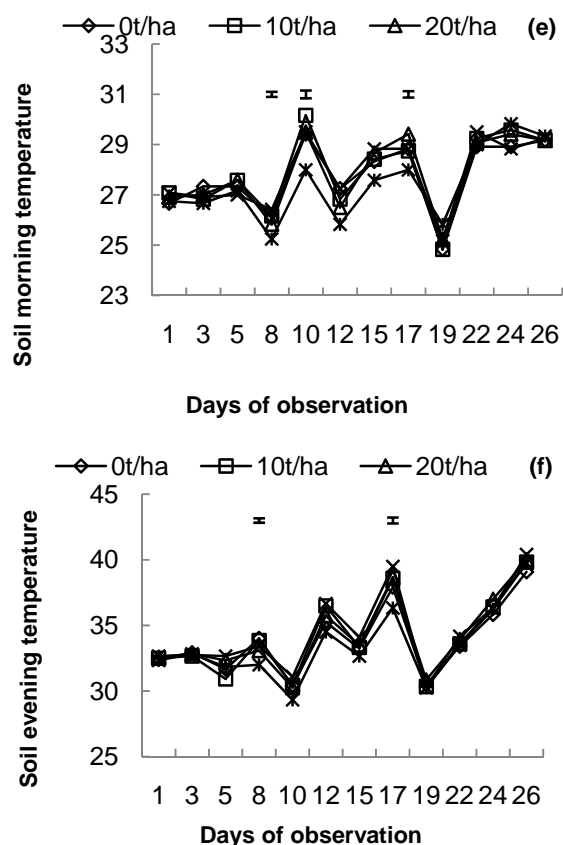 0t/ha 10t/ha 20t/ha (e)
33
31
29
27
25
23
Soil morning temperature
1 3 5 8 10 12 15 17 19 22 24 26
Days of observation
0t/ha 10t/ha 20t/ha (f)
45
40
35
30
25
Soil evening temperature
1 3 5 8 10 12 15 17 19 22 24 26
Days of observation